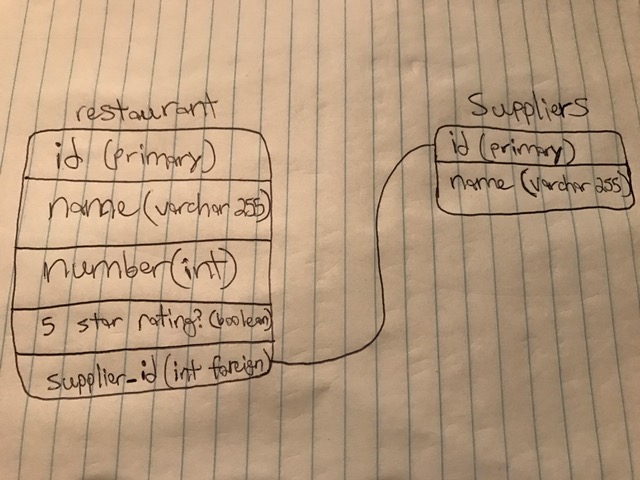 restaurant
id (primary)
name (varchar 255)
number (int)
5 star rating? (boolean)
supplier_id (int foreign)
Suppliers
id (primary)
name (varchar 255)